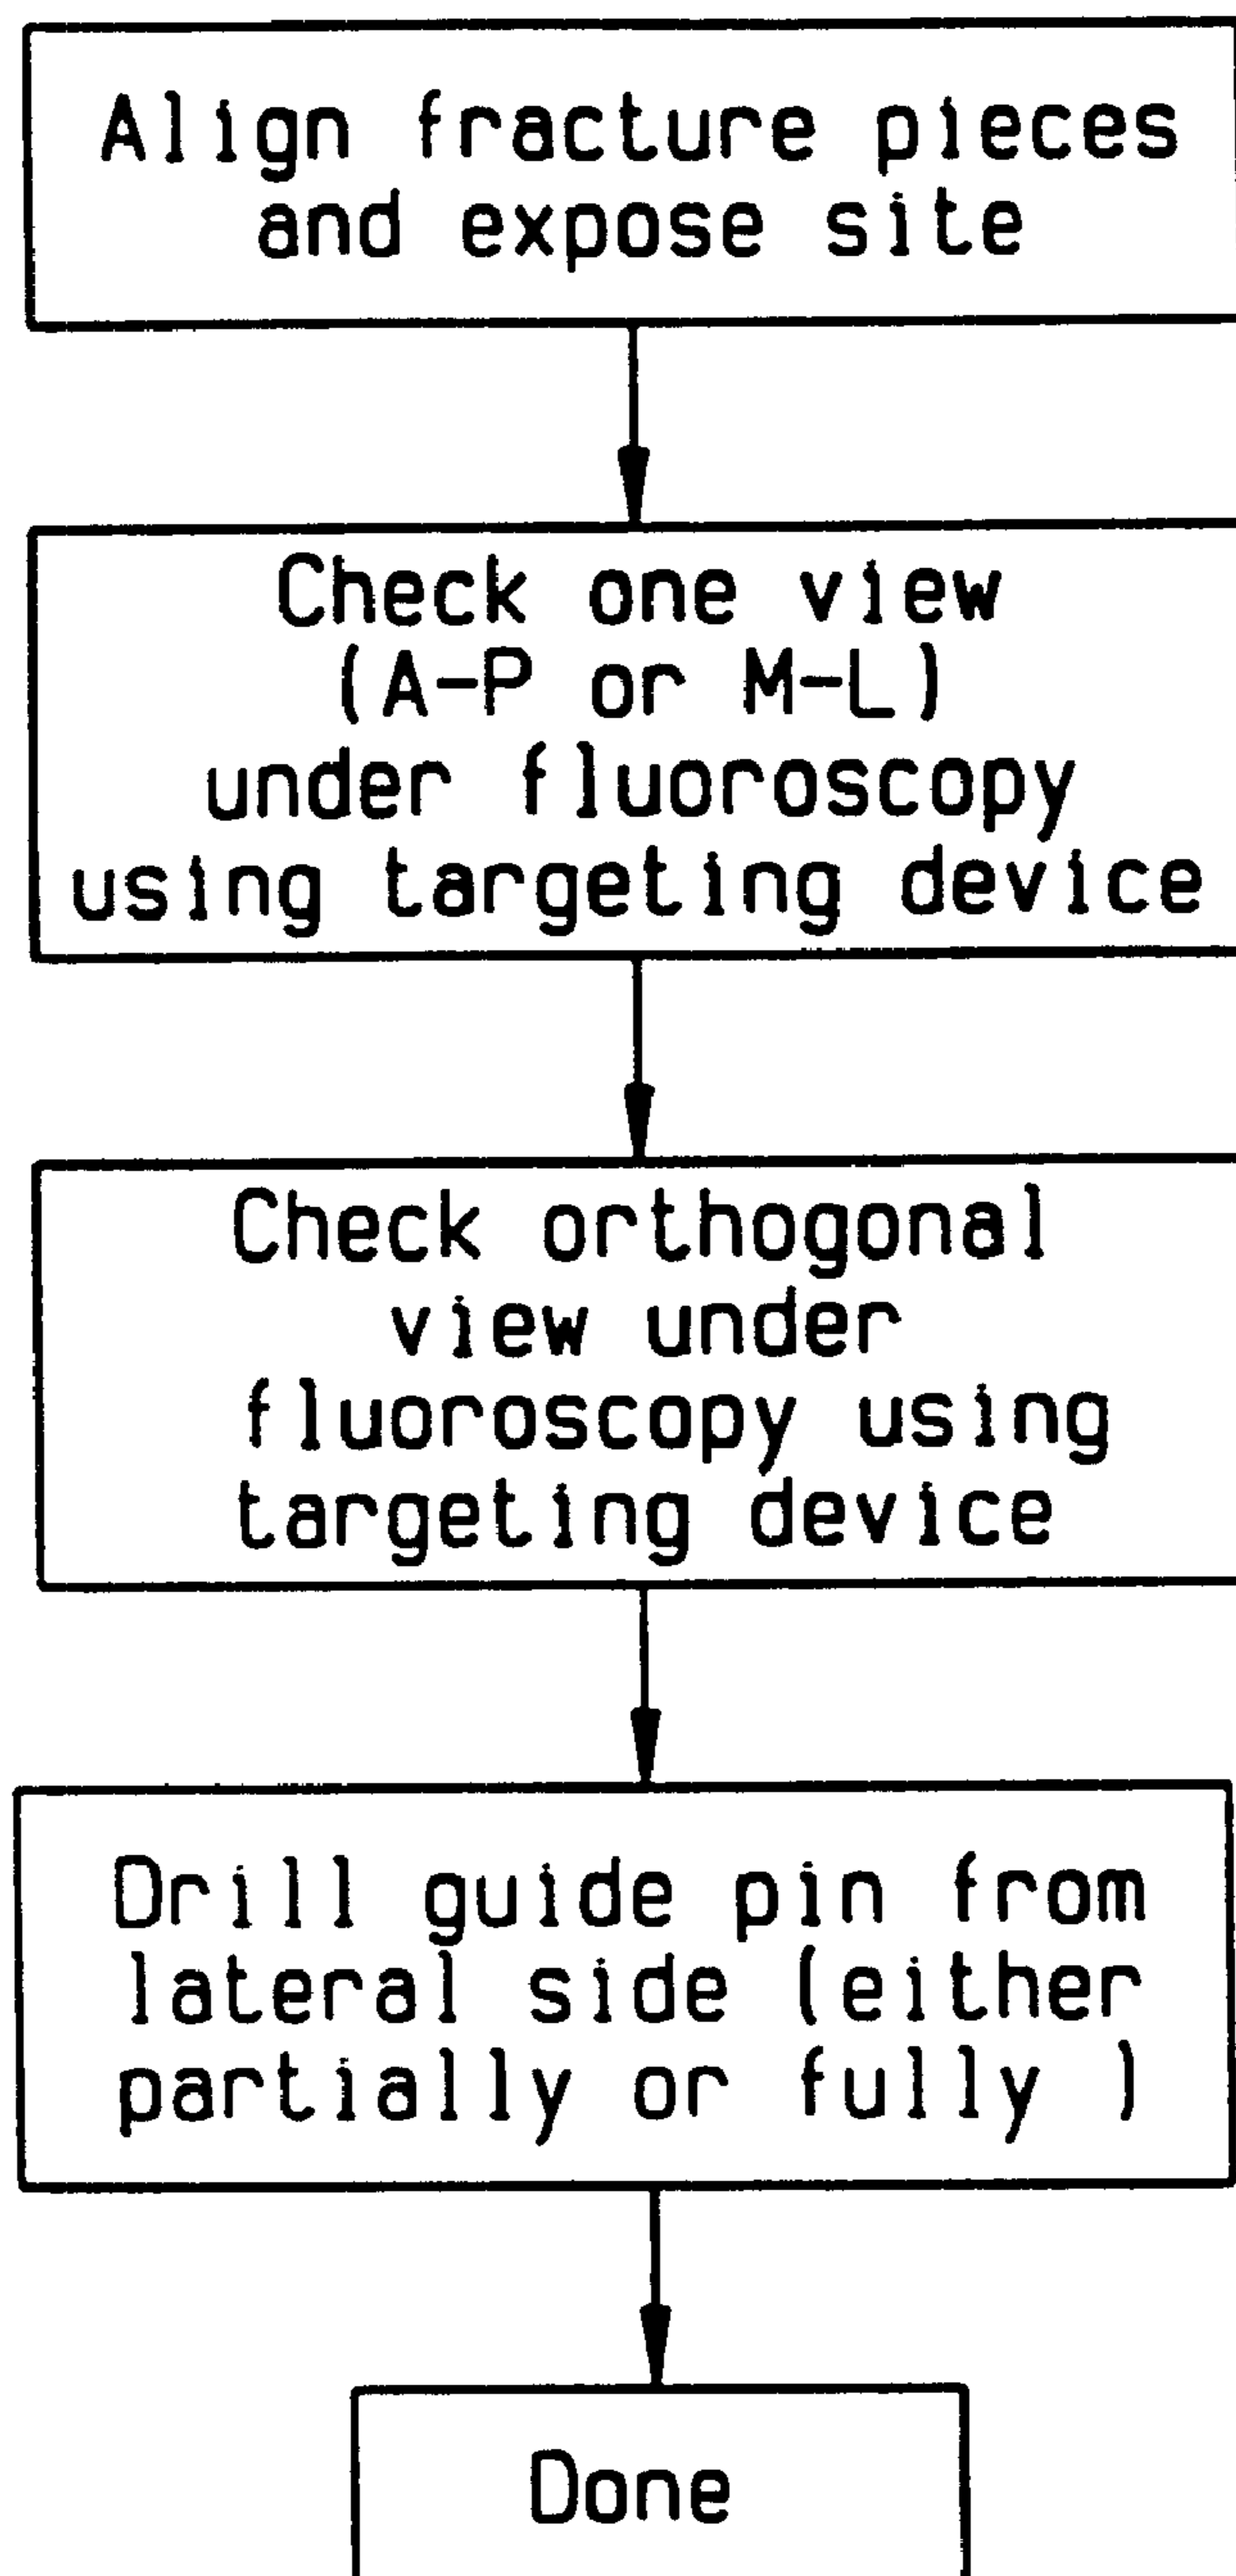 Align fracture pieces
and expose site
Check one view
(A-P or M-L)
under fluoroscopy
using targeting device
Check orthogonal
view under
fluoroscopy using
targeting device
Drill guide pin from
lateral side (either
partially or fully )
Done